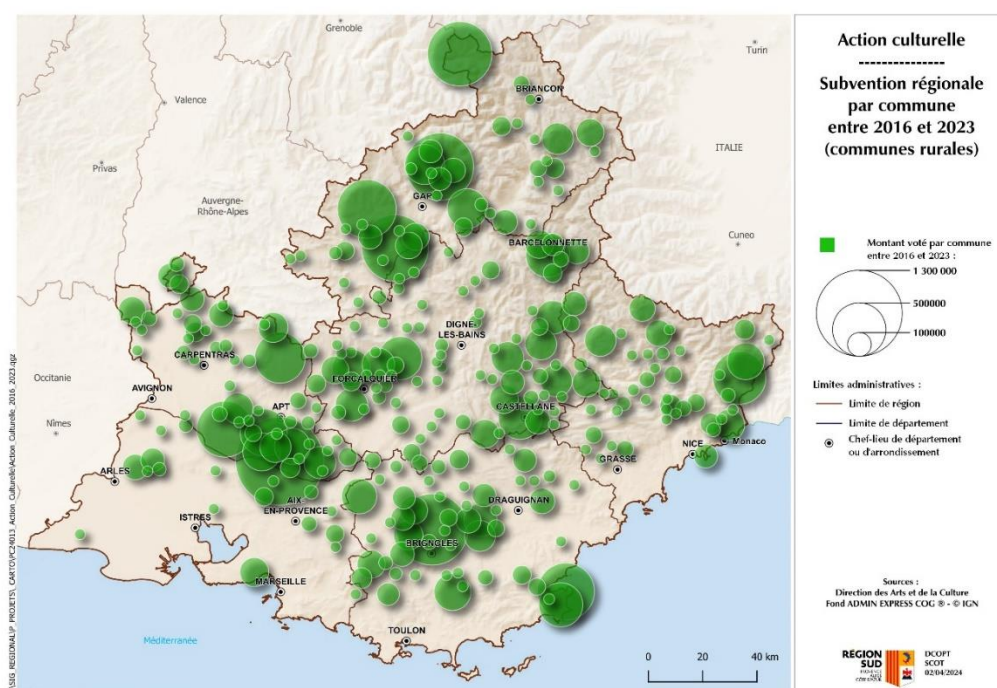 Grenoble
Turin
BRIANÇON
Valence
ITALIE
Privas
GAP
Auvergne-
Rhône-Alpes
Cuneo
BARCELONNETTE
DIGNE-
LES-BAINS
CARPENTRAS
FORCALQUIER
Occitanie
AVIGNON
APT
CASTELLANE
Nîmes
NICE
Monaco
GRASSE
ARLES
AIX-
EN-PROVENCE
DRAGUIGNAN
ISTRES
BRIGNOLES
MARSEILLE
TOULON
Méditerranée
0 20 40 km
Action culturelle
---------------
Subvention régionale
par commune
entre 2016 et 2023
(communes rurales)
Montant voté par commune
entre 2016 et 2023 :
1 300 000
500000
100000
Limites administratives :
Limite de région
Limite de département
Chef-lieu de département
ou d'arrondissement
Sources :
Direction des Arts et de la Culture
Fond ADMIN EXPRESS COG ® - © IGN
RÉGION
SUD
DCOPT
SCOT
02/04/2024